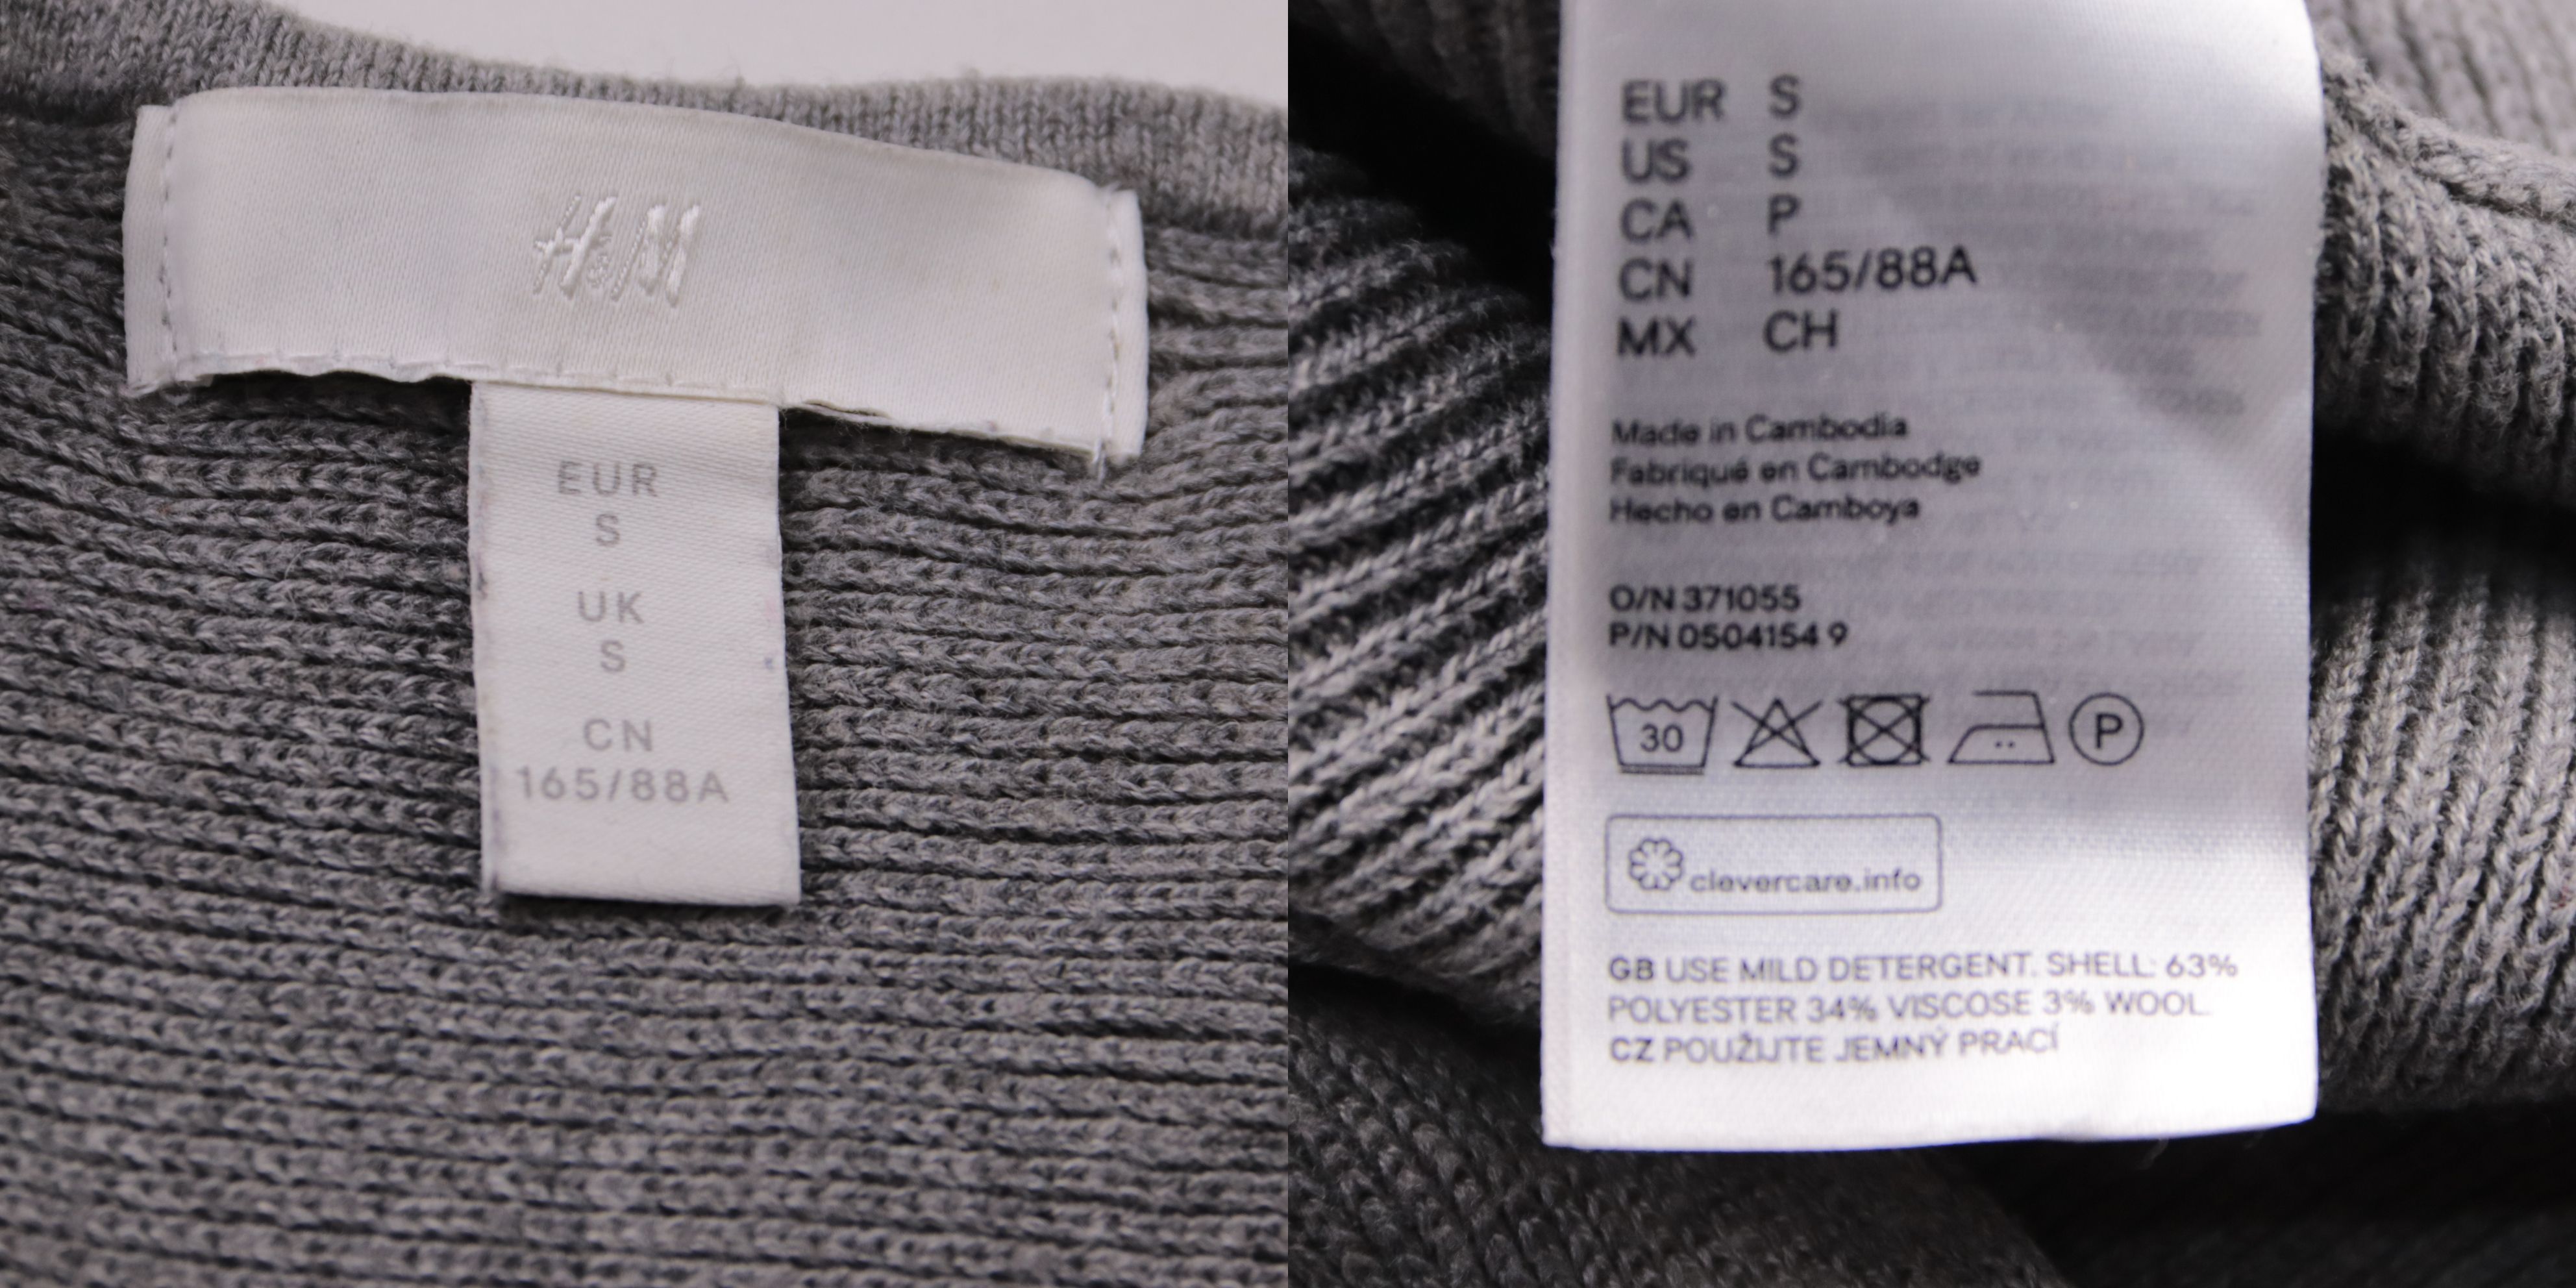 H&M
EUR
S
UK
S
CN
165/88A
EUR S
US S
CA P
CN 165/88A
MX CH
Made in Cambodia
Fabriqué en Cambodge
Hecho en Camboya
O/N 371055
P/N 0504154 9
30
P
clevercare.info
GB USE MILD DETERGENT. SHELL: 63%
POLYESTER 34% VISCOSE 3% WOOL.
CZ POUŽIJTE JEMNÝ PRACÍ